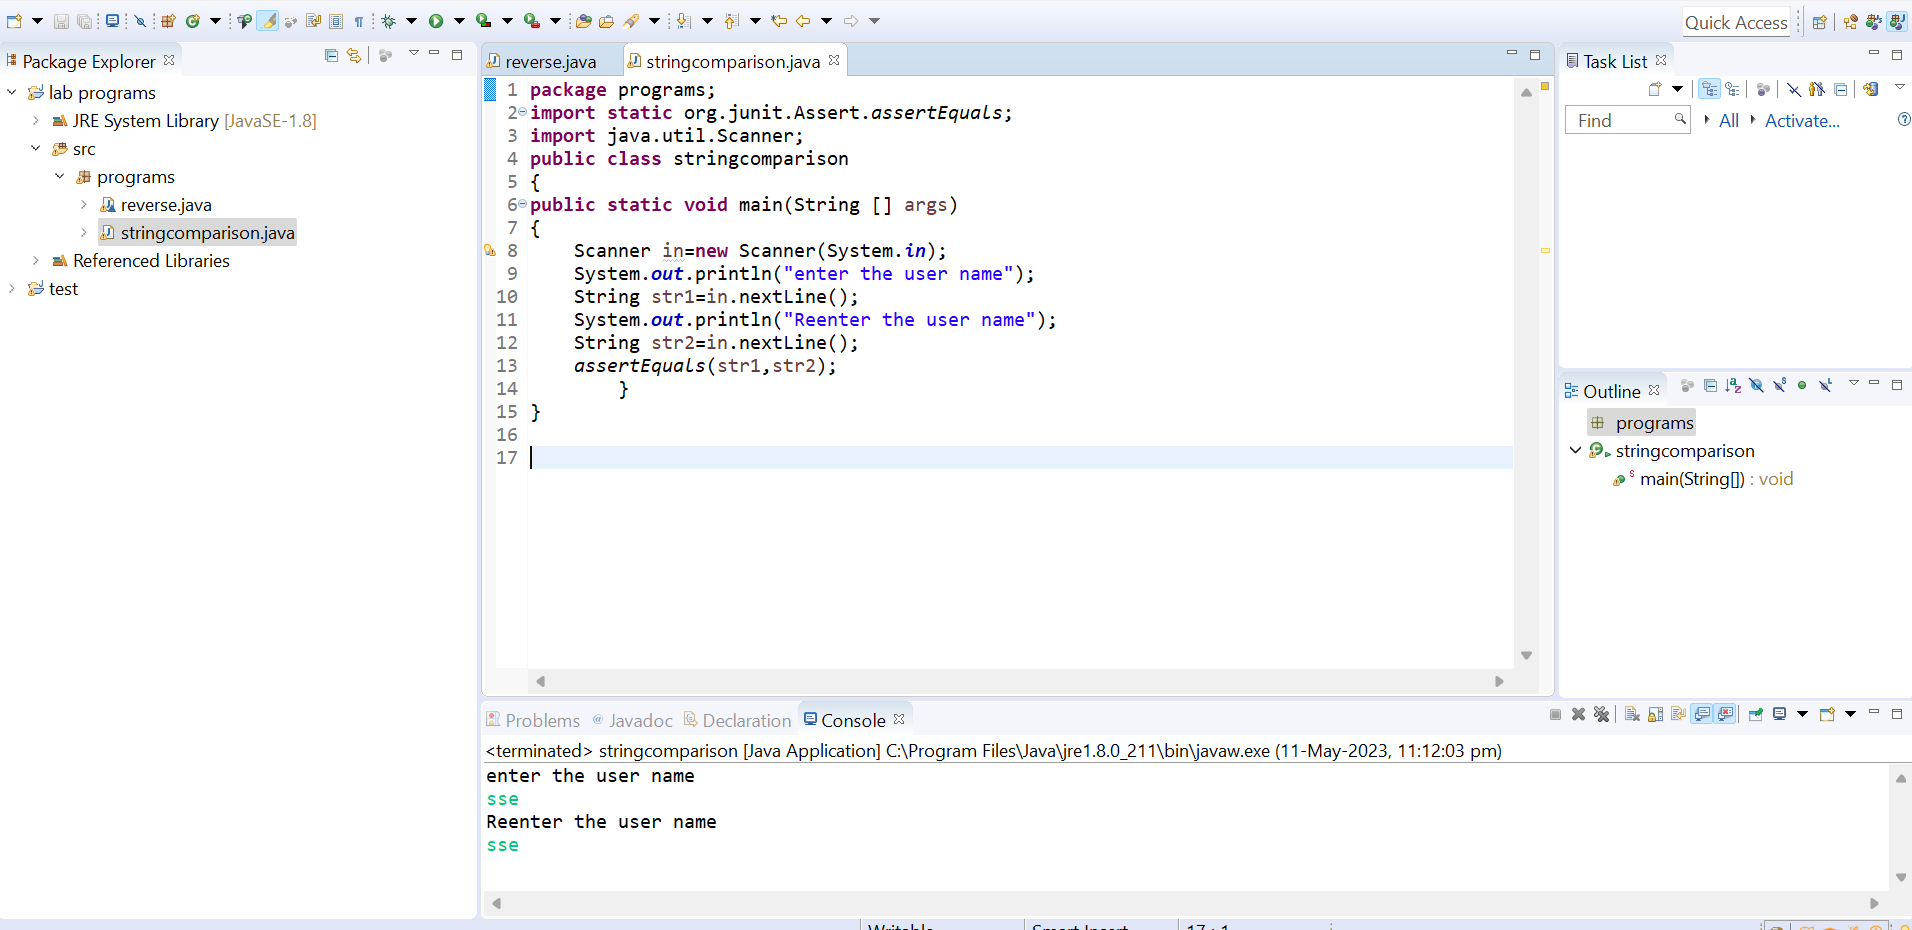 Quick Access
Package Explorer
lab programs
JRE System Library [JavaSE-1.8]
src
programs
reverse.java
stringcomparison.java
Referenced Libraries
test
reverse.java
stringcomparison.java
1 package programs;
2 import static org.junit.Assert.assertEquals;
3 import java.util.Scanner;
4 public class stringcomparison
5 {
6 public static void main(String [] args)
7 {
8 Scanner in=new Scanner(System.in);
9 System.out.println("enter the user name");
10 String str1=in.nextLine();
11 System.out.println("Reenter the user name");
12 String str2=in.nextLine();
13 assertEquals(str1,str2);
14 }
15 }
16
17
Task List
Find
All
Activate...
Outline
programs
stringcomparison
main(String[]) : void
Problems
@ Javadoc
Declaration
Console
<terminated> stringcomparison [Java Application] C:\Program Files\Java\jre1.8.0_211\bin\javaw.exe (11-May-2023, 11:12:03 pm)
enter the user name
sse
Reenter the user name
sse
Writable
Smart Insert
17 : 1